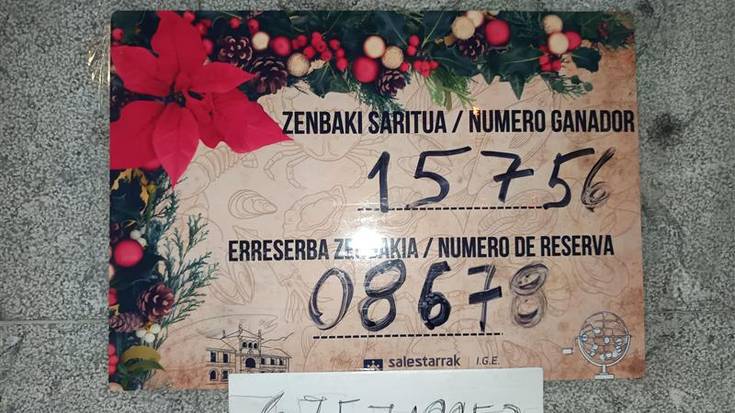 ZENBAKI SARITUA / NUMERO GANADOR
15756
ERRESERBA ZENBAKIA / NUMERO DE RESERVA
08678
salestarrak I.G.E.